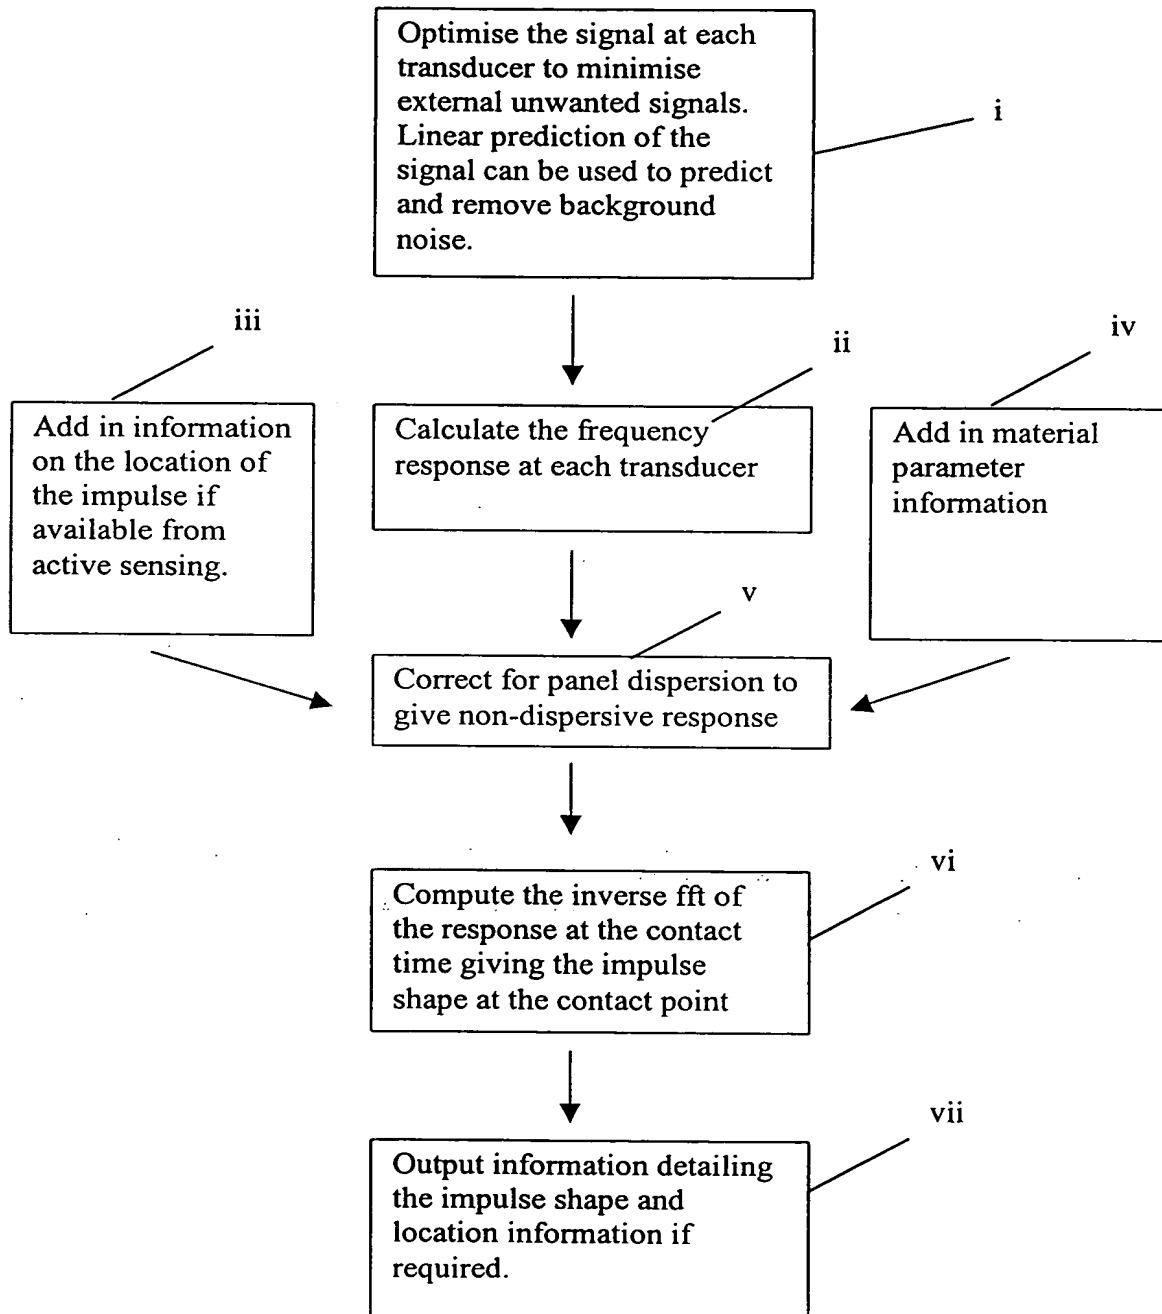 Optimise the signal at each
transducer to minimise
external unwanted signals.
Linear prediction of the
signal can be used to predict
and remove background
noise.
i
iii
ii
iv
Add in information
on the location of
the impulse if
available from
active sensing.
Calculate the frequency
response at each transducer
Add in material
parameter
information
v
Correct for panel dispersion to
give non-dispersive response
vi
Compute the inverse fft of
the response at the contact
time giving the impulse
shape at the contact point
vii
Output information detailing
the impulse shape and
location information if
required.